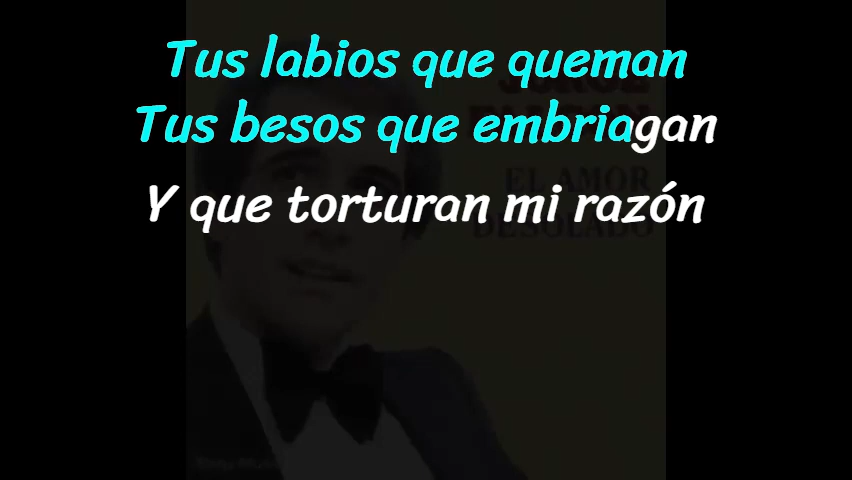 Tus labios que queman
Tus besos que embriagan
Y que torturan mi razón
EL AMOR
DESOLADO